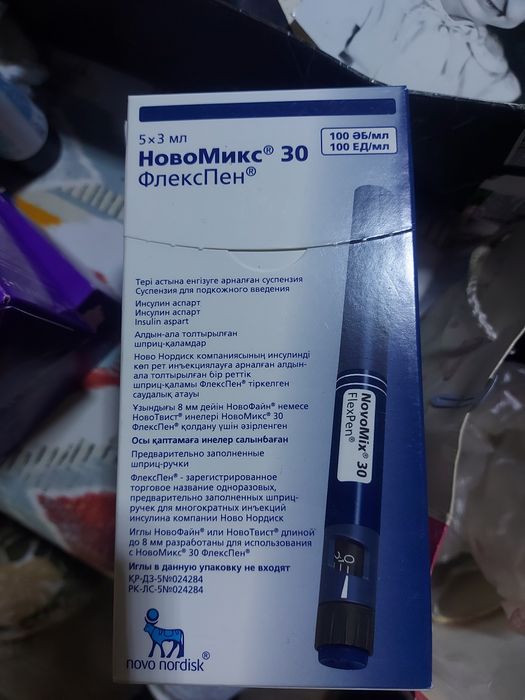 5×3 мл
100 ӘБ/мл
100 ЕД/мл
НовоМикс® 30
ФлексПен®
Тері астына енгізуге арналған суспензия
Суспензия для подкожного введения
Инсулин аспарт
Инсулин аспарт
Insulin aspart
Алдын-ала толтырылған
шприц-қаламдар
Ново Нордиск компаниясының инсулинді
көп рет инъекциялауға арналған алдын-
ала толтырылған бір реттік
шприц-қаламы ФлексПен® тіркелген
саудалық атауы
Ұзындығы 8 мм дейін НовоФайн® немесе
НовоТвист® инелері НовоМикс® 30
ФлексПен® қолдану үшін әзірленген
Осы қаптамаға инелер салынбаған
Предварительно заполненные
шприц-ручки
ФлексПен® - зарегистрированное
торговое название одноразовых,
предварительно заполненных шприц-
ручек для многократных инъекций
инсулина компании Ново Нордиск
Иглы НовоФайн® или НовоТвист® длиной
до 8 мм разработаны для использования
с НовоМикс® 30 ФлексПен®
Иглы в данную упаковку не входят
ҚР-ДЗ-5№024284
РК-ЛС-5№024284
NovoMix® 30
FlexPen®
novo nordisk®